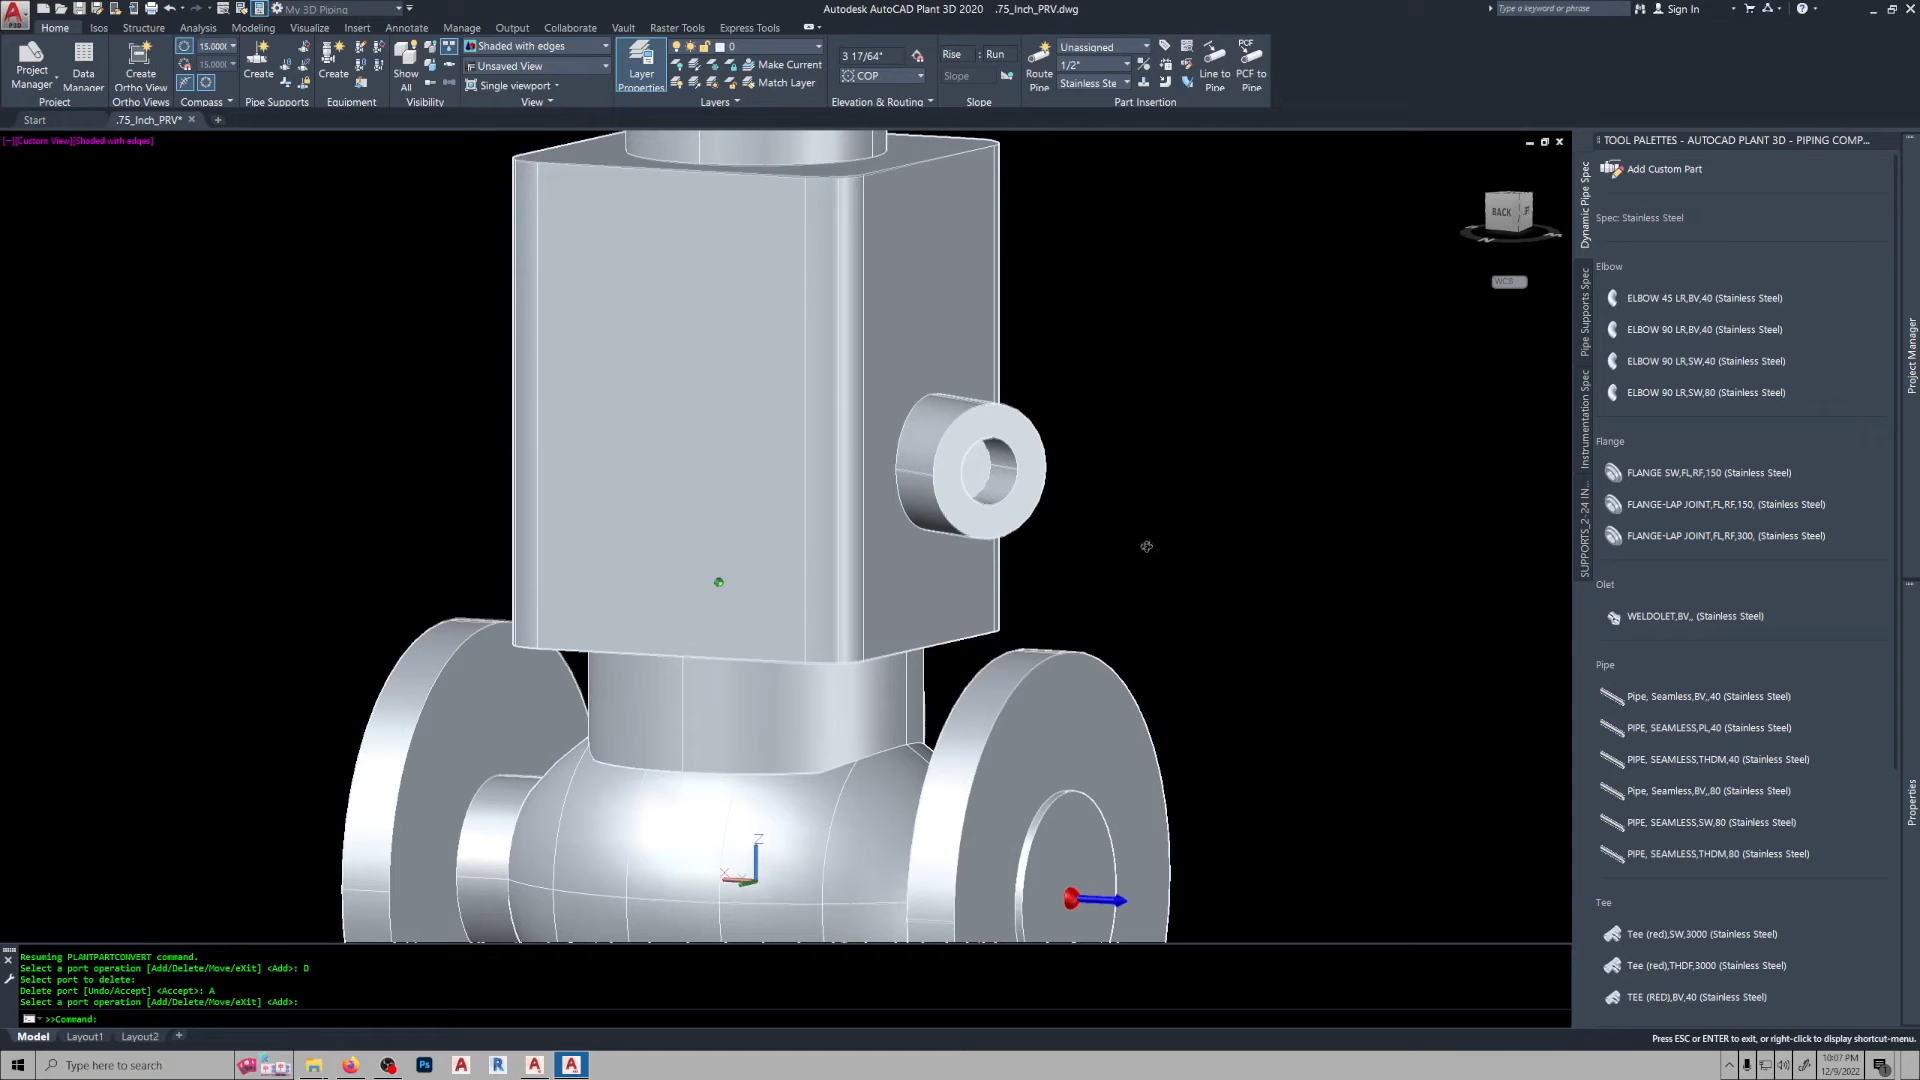 My 3D Piping
Autodesk AutoCAD Plant 3D 2020 .75_Inch_PRV.dwg
Type a keyword or phrase
Sign In
Home Isos Structure Analysis Modeling Visualize Insert Annotate Manage Output Collaborate Vault Raster Tools Express Tools
Project Manager
Data Manager
Project
Create Ortho View
Ortho Views
15.000
15.000
Compass
Create
Pipe Supports
Create
Equipment
Show All
Visibility
Shaded with edges
Unsaved View
Single viewport
View
Layer Properties
0
Make Current
Match Layer
Layers
3 17/64"
COP
Elevation & Routing
Rise : Run
Slope
Slope
Route Pipe
Unassigned
1/2"
Stainless Ste
Line to Pipe
PCF to Pipe
Part Insertion
Start
.75_Inch_PRV*
[−][Custom View][Shaded with edges]
BACK
WCS
Z
X
TOOL PALETTES - AUTOCAD PLANT 3D - PIPING COMP...
Dynamic Pipe Spec
Pipe Supports Spec
Instrumentation Spec
SUPPORTS_2-24 IN...
Add Custom Part
Spec: Stainless Steel
Elbow
ELBOW 45 LR,BV,40 (Stainless Steel)
ELBOW 90 LR,BV,40 (Stainless Steel)
ELBOW 90 LR,SW,40 (Stainless Steel)
ELBOW 90 LR,SW,80 (Stainless Steel)
Flange
FLANGE SW,FL,RF,150 (Stainless Steel)
FLANGE-LAP JOINT,FL,RF,150, (Stainless Steel)
FLANGE-LAP JOINT,FL,RF,300, (Stainless Steel)
Olet
WELDOLET,BV,, (Stainless Steel)
Pipe
Pipe, Seamless,BV,,40 (Stainless Steel)
PIPE, SEAMLESS,PL,40 (Stainless Steel)
PIPE, SEAMLESS,THDM,40 (Stainless Steel)
Pipe, Seamless,BV,,80 (Stainless Steel)
PIPE, SEAMLESS,SW,80 (Stainless Steel)
PIPE, SEAMLESS,THDM,80 (Stainless Steel)
Tee
Tee (red),SW,3000 (Stainless Steel)
Tee (red),THDF,3000 (Stainless Steel)
TEE (RED),BV,40 (Stainless Steel)
Project Manager
Properties
Resuming PLANTPARTCONVERT command.
Select a port operation [Add/Delete/Move/eXit] <Add>: D
Select port to delete:
Delete port [Undo/Accept] <Accept>: A
Select a port operation [Add/Delete/Move/eXit] <Add>:
>>Command:
Model Layout1 Layout2
Press ESC or ENTER to exit, or right-click to display shortcut-menu.
Type here to search
10:07 PM
12/9/2022